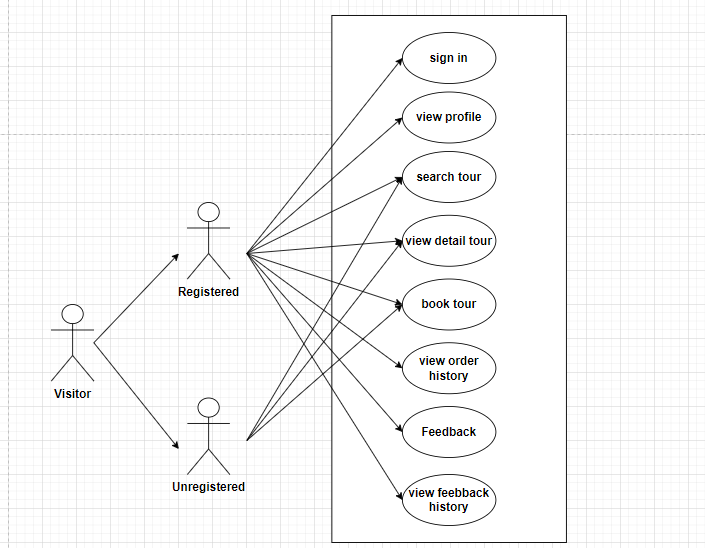 sign in
view profile
search tour
view detail tour
book tour
view order
history
Feedback
view feebback
history
Registered
Visitor
Unregistered